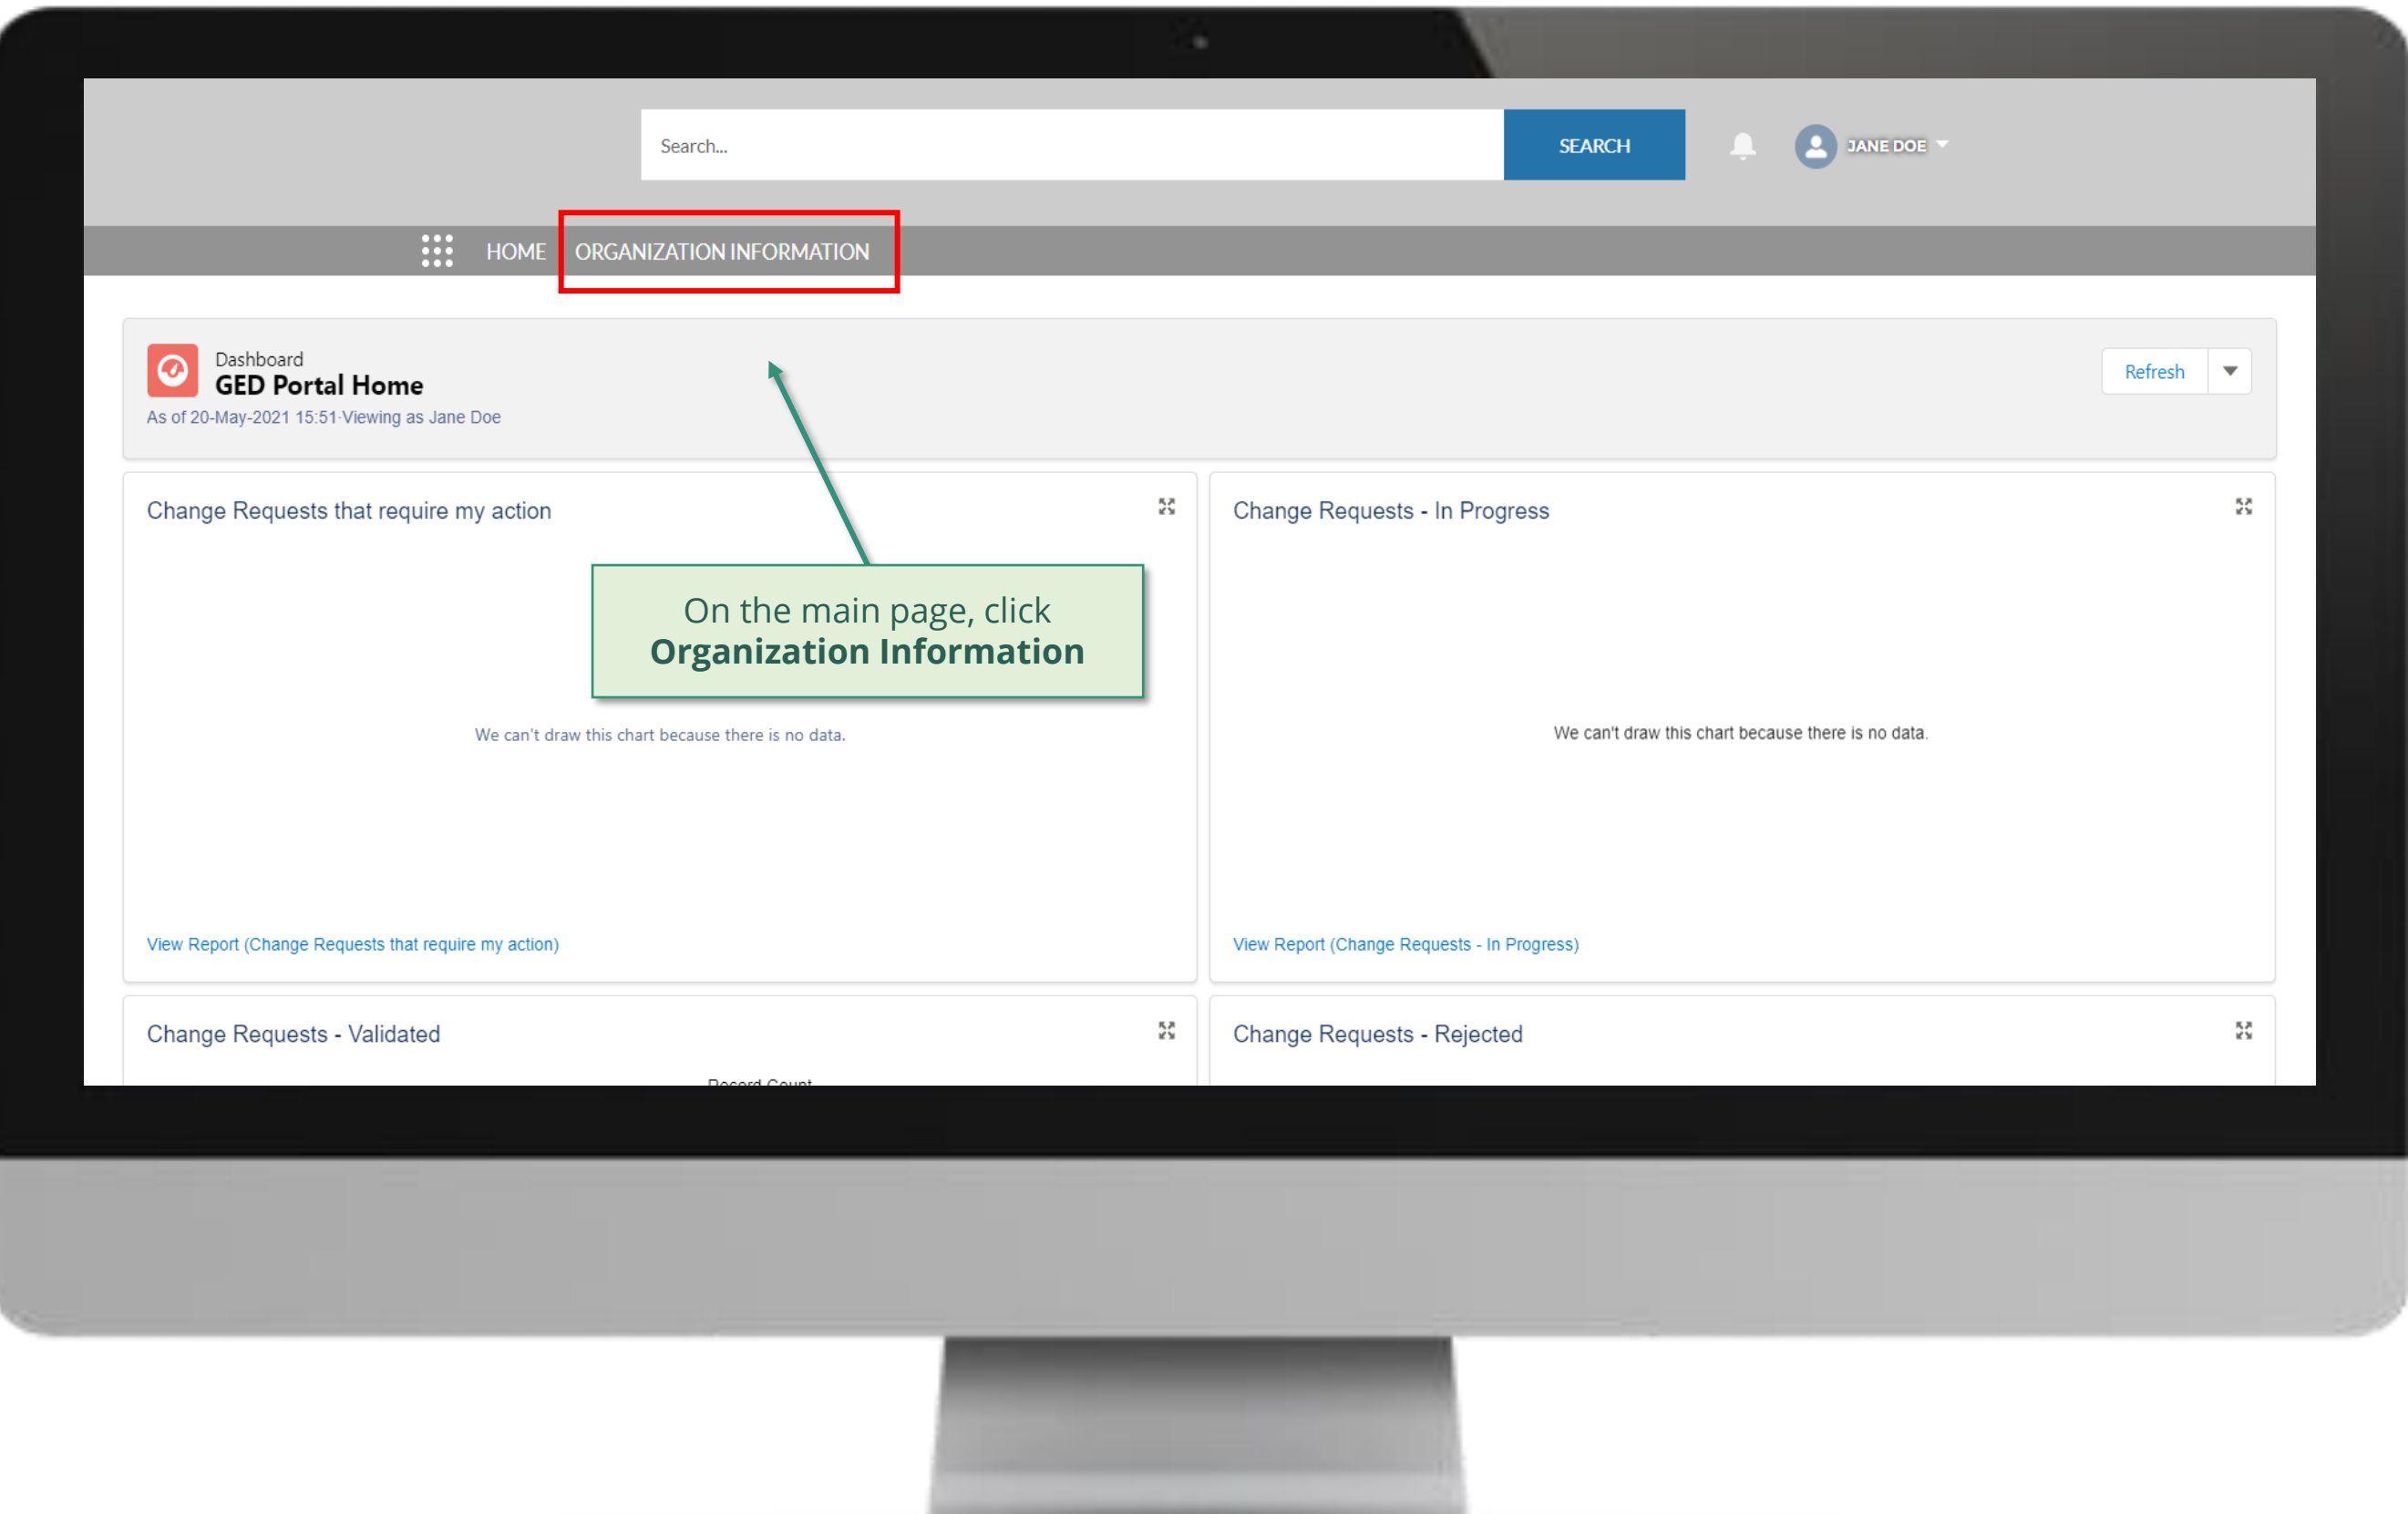 Search...
SEARCH
JANE DOE
HOME
ORGANIZATION INFORMATION
Dashboard
GED Portal Home
As of 20-May-2021 15:51·Viewing as Jane Doe
Refresh
Change Requests that require my action
Change Requests - In Progress
On the main page, click
Organization Information
We can't draw this chart because there is no data.
We can't draw this chart because there is no data.
View Report (Change Requests that require my action)
View Report (Change Requests - In Progress)
Change Requests - Validated
Change Requests - Rejected
Record Count